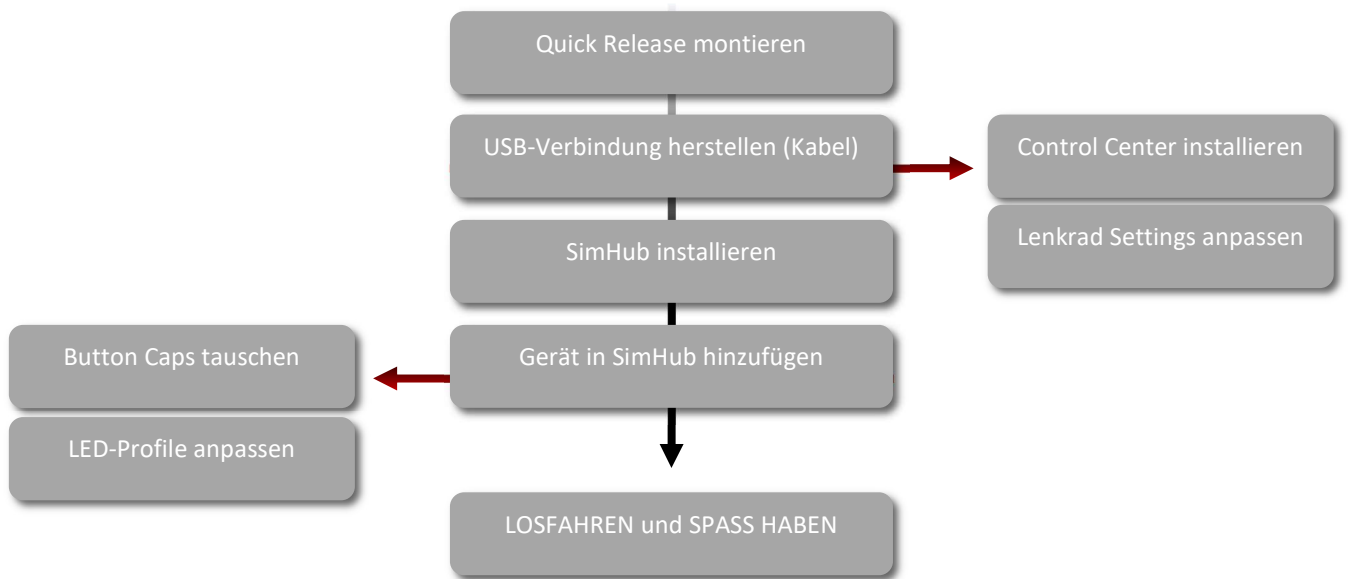 Quick Release montieren
USB-Verbindung herstellen (Kabel)
Control Center installieren
Lenkrad Settings anpassen
SimHub installieren
Gerät in SimHub hinzufügen
Button Caps tauschen
LED-Profile anpassen
LOSFAHREN und SPASS HABEN